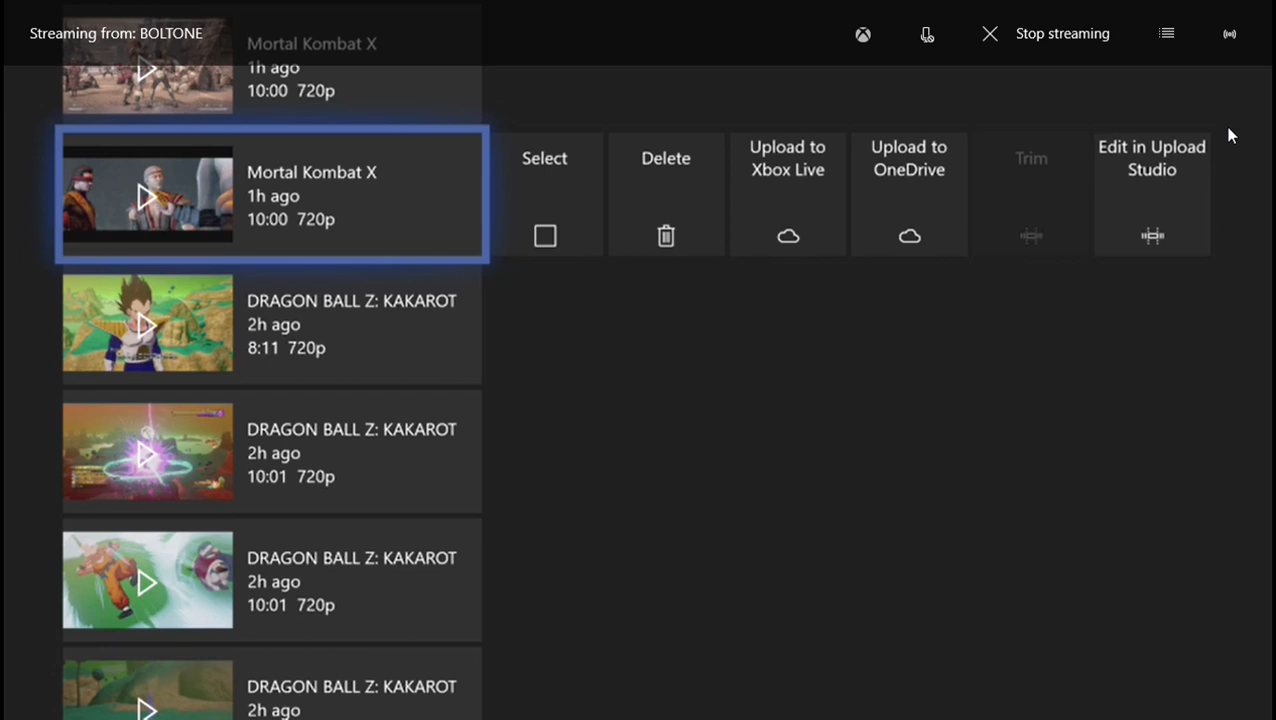 Streaming from: BOLTONE
Stop streaming
Mortal Kombat X
1h ago
10:00 720p
Mortal Kombat X
1h ago
10:00 720p
Select
Delete
Upload to
Xbox Live
Upload to
OneDrive
Trim
Edit in Upload
Studio
DRAGON BALL Z: KAKAROT
2h ago
8:11 720p
DRAGON BALL Z: KAKAROT
2h ago
10:01 720p
DRAGON BALL Z: KAKAROT
2h ago
10:01 720p
DRAGON BALL Z: KAKAROT
2h ago